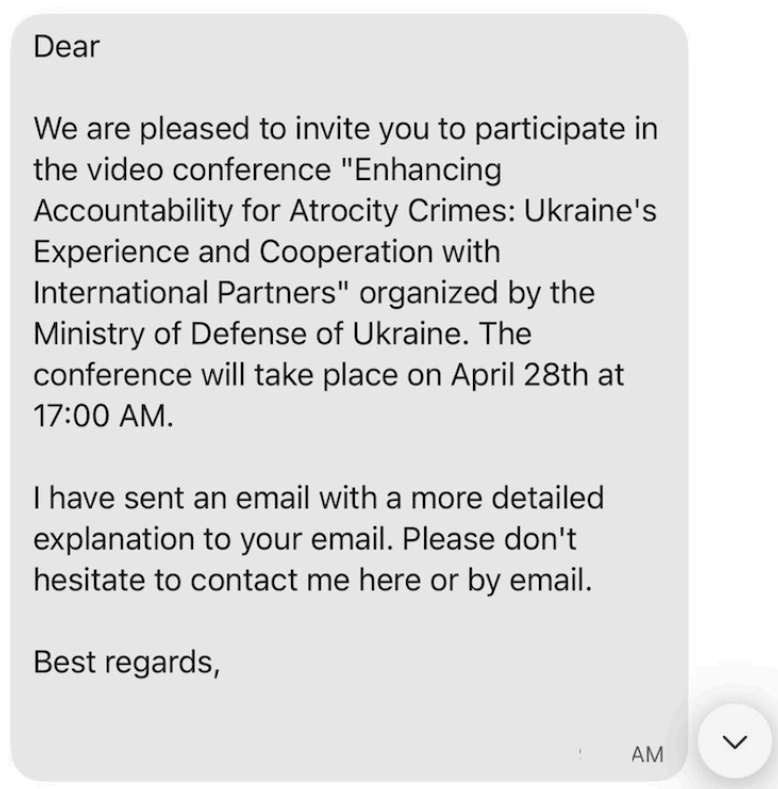 Dear
We are pleased to invite you to participate in
the video conference "Enhancing
Accountability for Atrocity Crimes: Ukraine's
Experience and Cooperation with
International Partners" organized by the
Ministry of Defense of Ukraine. The
conference will take place on April 28th at
17:00 AM.
I have sent an email with a more detailed
explanation to your email. Please don't
hesitate to contact me here or by email.
Best regards,
AM